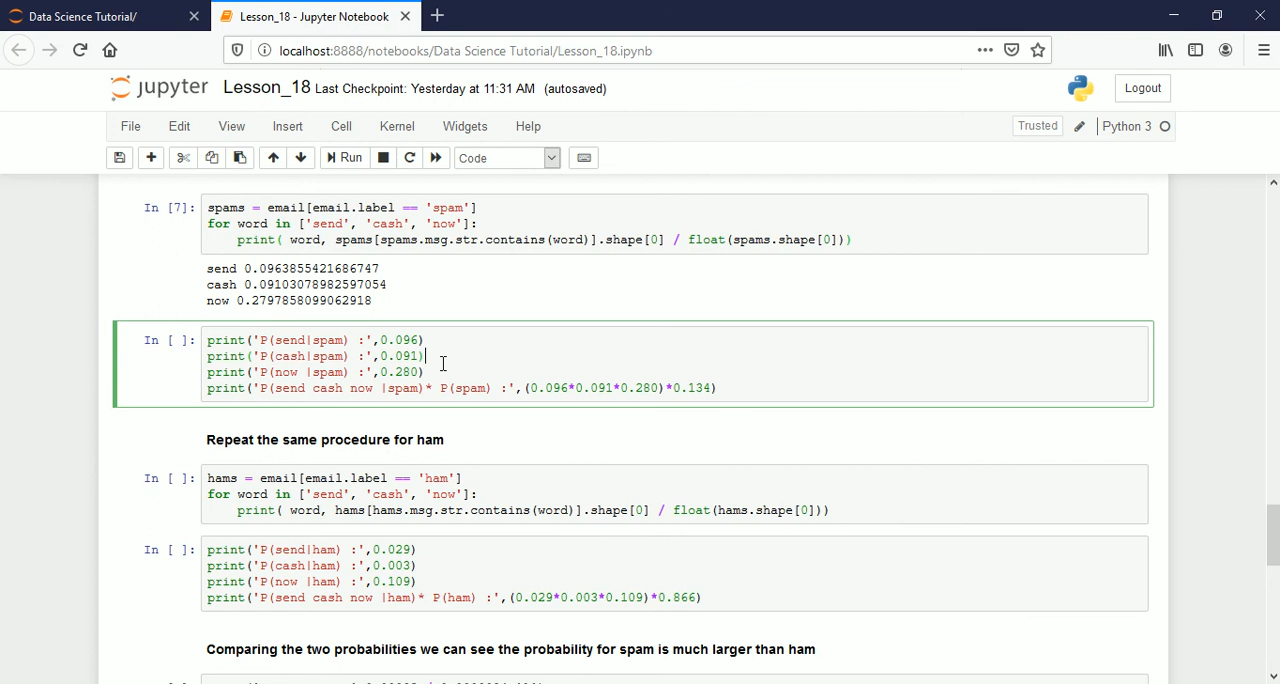 Data Science Tutorial/
Lesson_18 - Jupyter Notebook
localhost:8888/notebooks/Data Science Tutorial/Lesson_18.ipynb
jupyter Lesson_18 Last Checkpoint: Yesterday at 11:31 AM (autosaved)
Logout
File Edit View Insert Cell Kernel Widgets Help
Trusted Python 3
Run Code
In [7]: spams = email[email.label == 'spam']
for word in ['send', 'cash', 'now']:
print( word, spams[spams.msg.str.contains(word)].shape[0] / float(spams.shape[0]))
send 0.0963855421686747
cash 0.09103078982597054
now 0.2797858099062918
In [ ]: print('P(send|spam) :',0.096)
print('P(cash|spam) :',0.091)
print('P(now |spam) :',0.280)
print('P(send cash now |spam)* P(spam) :',(0.096*0.091*0.280)*0.134)
Repeat the same procedure for ham
In [ ]: hams = email[email.label == 'ham']
for word in ['send', 'cash', 'now']:
print( word, hams[hams.msg.str.contains(word)].shape[0] / float(hams.shape[0]))
In [ ]: print('P(send|ham) :',0.029)
print('P(cash|ham) :',0.003)
print('P(now |ham) :',0.109)
print('P(send cash now |ham)* P(ham) :',(0.029*0.003*0.109)*0.866)
Comparing the two probabilities we can see the probability for spam is much larger than ham